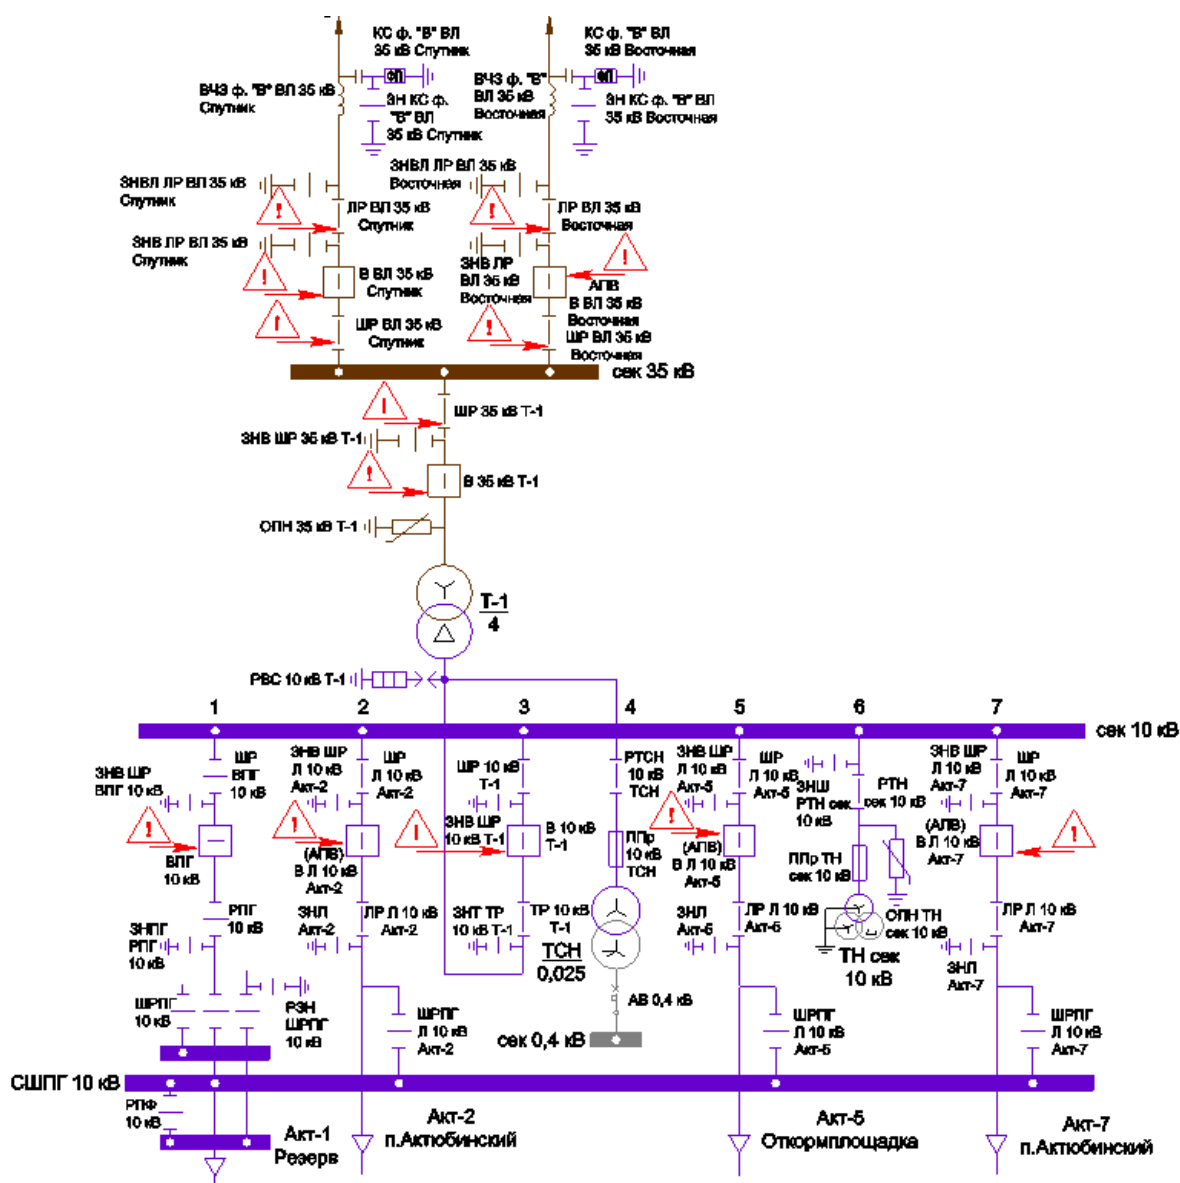 КС ф. "В" ВЛ
35 кВ Спутник
КС ф. "В" ВЛ
35 кВ Восточная
ФП
ФП
ВЧЗ ф. "В" ВЛ 35 кВ
Спутник
ВЧЗ ф. "В"
ВЛ 35 кВ
Восточная
ЗН КС ф.
"В" ВЛ
35 кВ Спутник
ЗН КС ф. "В" ВЛ
35 кВ Восточная
ЗНВЛ ЛР ВЛ 35 кВ
Спутник
ЗНВЛ ЛР ВЛ 35 кВ
Восточная
!
!
ЛР ВЛ 35 кВ
Спутник
ЛР ВЛ 35 кВ
Восточная
ЗНВ ЛР ВЛ 35 кВ
Спутник
ЗНВ ЛР
ВЛ 35 кВ
Восточная
!
!
В ВЛ 35 кВ
Спутник
АПВ
В ВЛ 35 кВ
Восточная
!
!
ШР ВЛ 35 кВ
Спутник
ШР ВЛ 35 кВ
Восточная
сек 35 кВ
!
ШР 35 кВ Т-1
ЗНВ ШР 35 кВ Т-1
!
В 35 кВ Т-1
ОПН 35 кВ Т-1
Т-1
4
РВС 10 кВ Т-1
1 2 3 4 5 6 7
сек 10 кВ
ШР
ВПГ
10 кВ
ЗНВ ШР
ВПГ 10 кВ
!
ВПГ
10 кВ
РПГ
10 кВ
ЗНПГ
РПГ
10 кВ
ШРПГ
10 кВ
РЗН
ШРПГ
10 кВ
ЗНВ ШР
Л 10 кВ
Акт-2
ШР
Л 10 кВ
Акт-2
!
(АПВ)
В Л 10 кВ
Акт-2
ЗНЛ
Акт-2
ЛР Л 10 кВ
Акт-2
ШРПГ
Л 10 кВ
Акт-2
ШР 10 кВ
Т-1
!
ЗНВ ШР
10 кВ Т-1
В 10 кВ
Т-1
ЗНТ ТР
10 кВ Т-1
ТР 10 кВ
Т-1
РТСН
10 кВ
ТСН
ППр
10 кВ
ТСН
ТСН
0,025
АВ 0,4 кВ
сек 0,4 кВ
ЗНВ ШР
Л 10 кВ
Акт-5
ШР
Л 10 кВ
Акт-5
!
(АПВ)
В Л 10 кВ
Акт-5
ЗНЛ
Акт-5
ЛР Л 10 кВ
Акт-5
ШРПГ
Л 10 кВ
Акт-5
ЗНШ
РТН сек
10 кВ
РТН
сек 10 кВ
ППр ТН
сек 10 кВ
ОПН ТН
сек 10 кВ
ТН сек
10 кВ
ЗНВ ШР
Л 10 кВ
Акт-7
ШР
Л 10 кВ
Акт-7
(АПВ)
В Л 10 кВ
Акт-7
!
ЛР Л 10 кВ
Акт-7
ЗНЛ
Акт-7
ШРПГ
Л 10 кВ
Акт-7
СШПГ 10 кВ
РПФ
10 кВ
Акт-1
Резерв
Акт-2
п.Актюбинский
Акт-5
Откормплощадка
Акт-7
п.Актюбинский